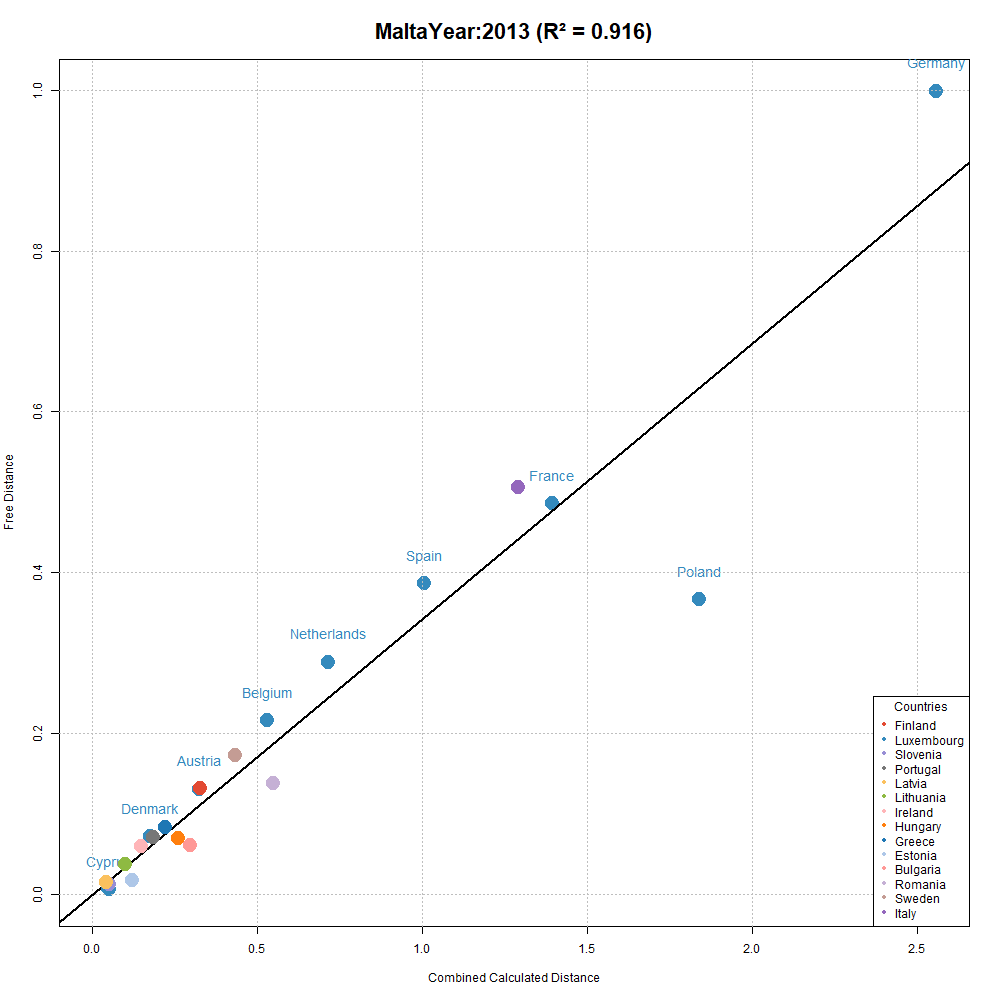 MaltaYear:2013 (R² = 0.916)
Germany
1.0
0.8
0.6
Free Distance
France
Spain
Poland
0.4
Netherlands
Belgium
0.2
Austria
Denmark
Cypru
0.0
Countries
Finland
Luxembourg
Slovenia
Portugal
Latvia
Lithuania
Ireland
Hungary
Greece
Estonia
Bulgaria
Romania
Sweden
Italy
0.0 0.5 1.0 1.5 2.0 2.5
Combined Calculated Distance